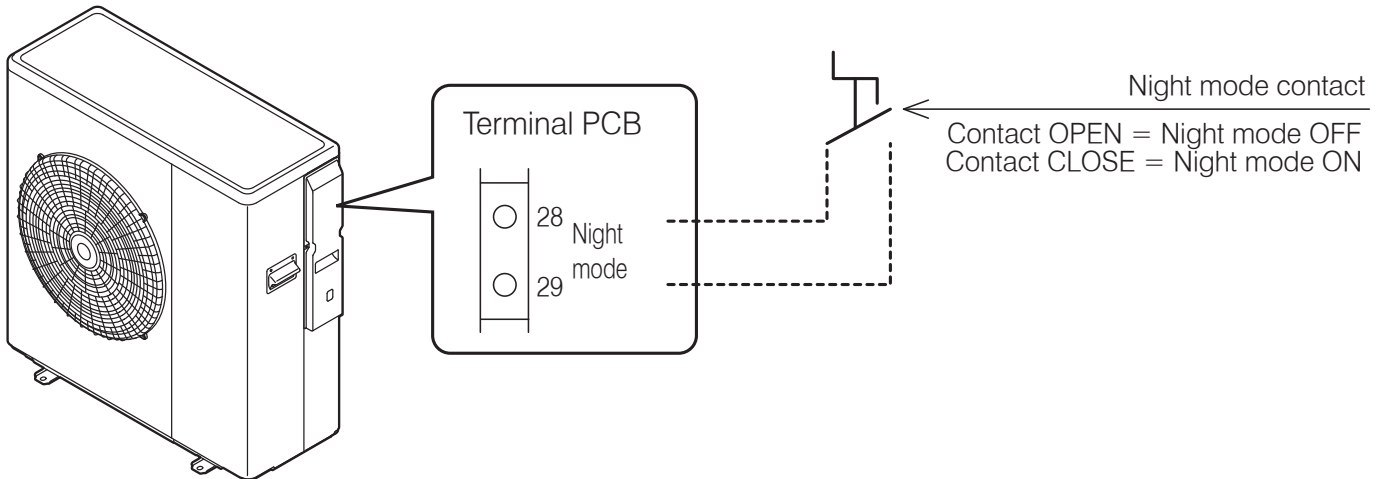 Terminal PCB
28
Night
mode
29
Night mode contact
Contact OPEN = Night mode OFF
Contact CLOSE = Night mode ON